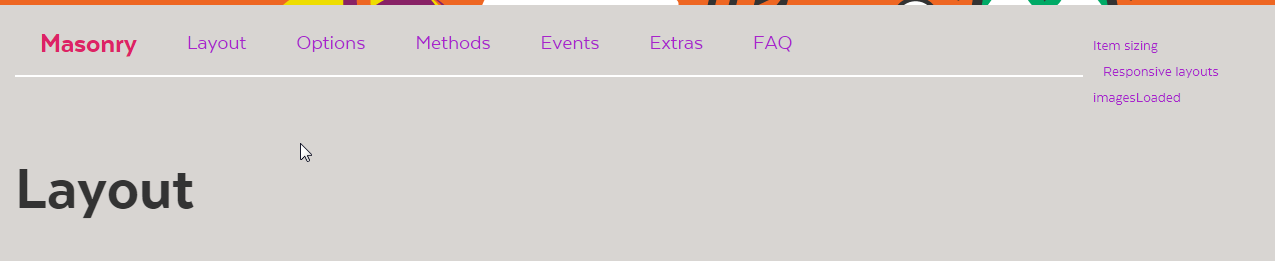 Masonry Layout Options Methods Events Extras FAQ
Item sizing
Responsive layouts
imagesLoaded
Layout